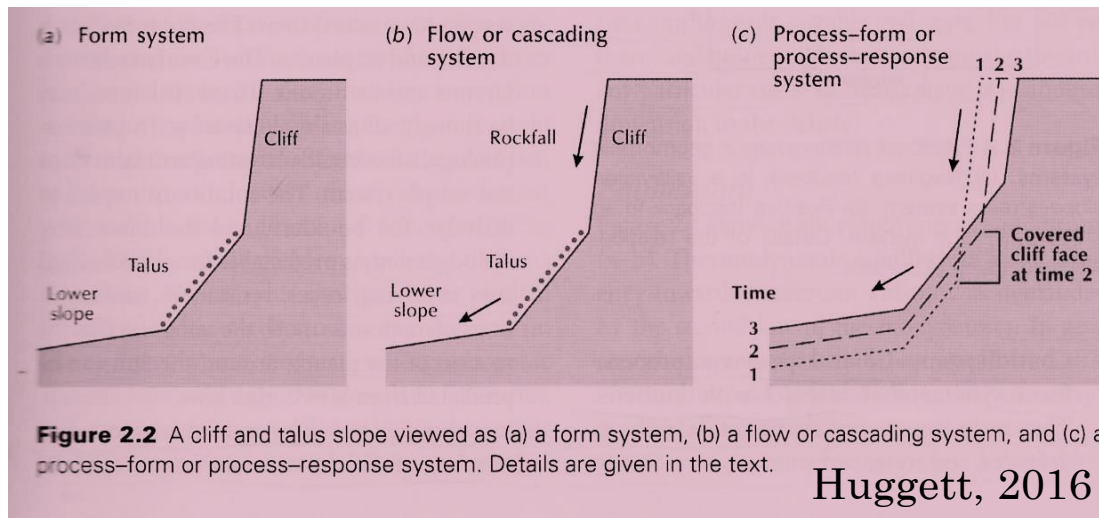 (a) Form system
Cliff
Talus
Lower
slope
(b) Flow or cascading
system
Rockfall
Cliff
Talus
Lower
slope
(c) Process–form or
process–response
system
1 2 3
Covered
cliff face
at time 2
Time
3
2
1
Figure 2.2 A cliff and talus slope viewed as (a) a form system, (b) a flow or cascading system, and (c) a
process–form or process–response system. Details are given in the text.
Huggett, 2016